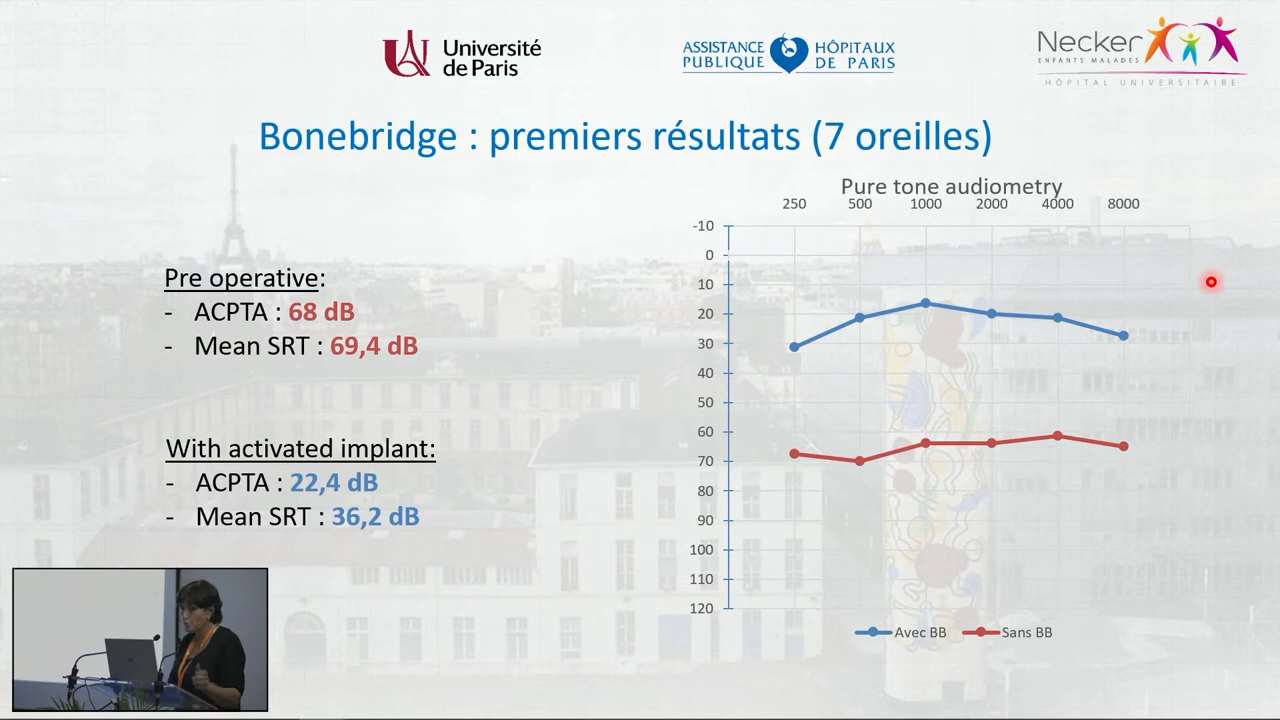 Université
de Paris
ASSISTANCE
PUBLIQUE
HÔPITAUX
DE PARIS
Necker
ENFANTS MALADES
HÔPITAL UNIVERSITAIRE
Bonebridge : premiers résultats (7 oreilles)
Pre operative:
- ACPTA : 68 dB
- Mean SRT : 69,4 dB
With activated implant:
- ACPTA : 22,4 dB
- Mean SRT : 36,2 dB
Pure tone audiometry
250 500 1000 2000 4000 8000
-10
0
10
20
30
40
50
60
70
80
90
100
110
120
Avec BB Sans BB